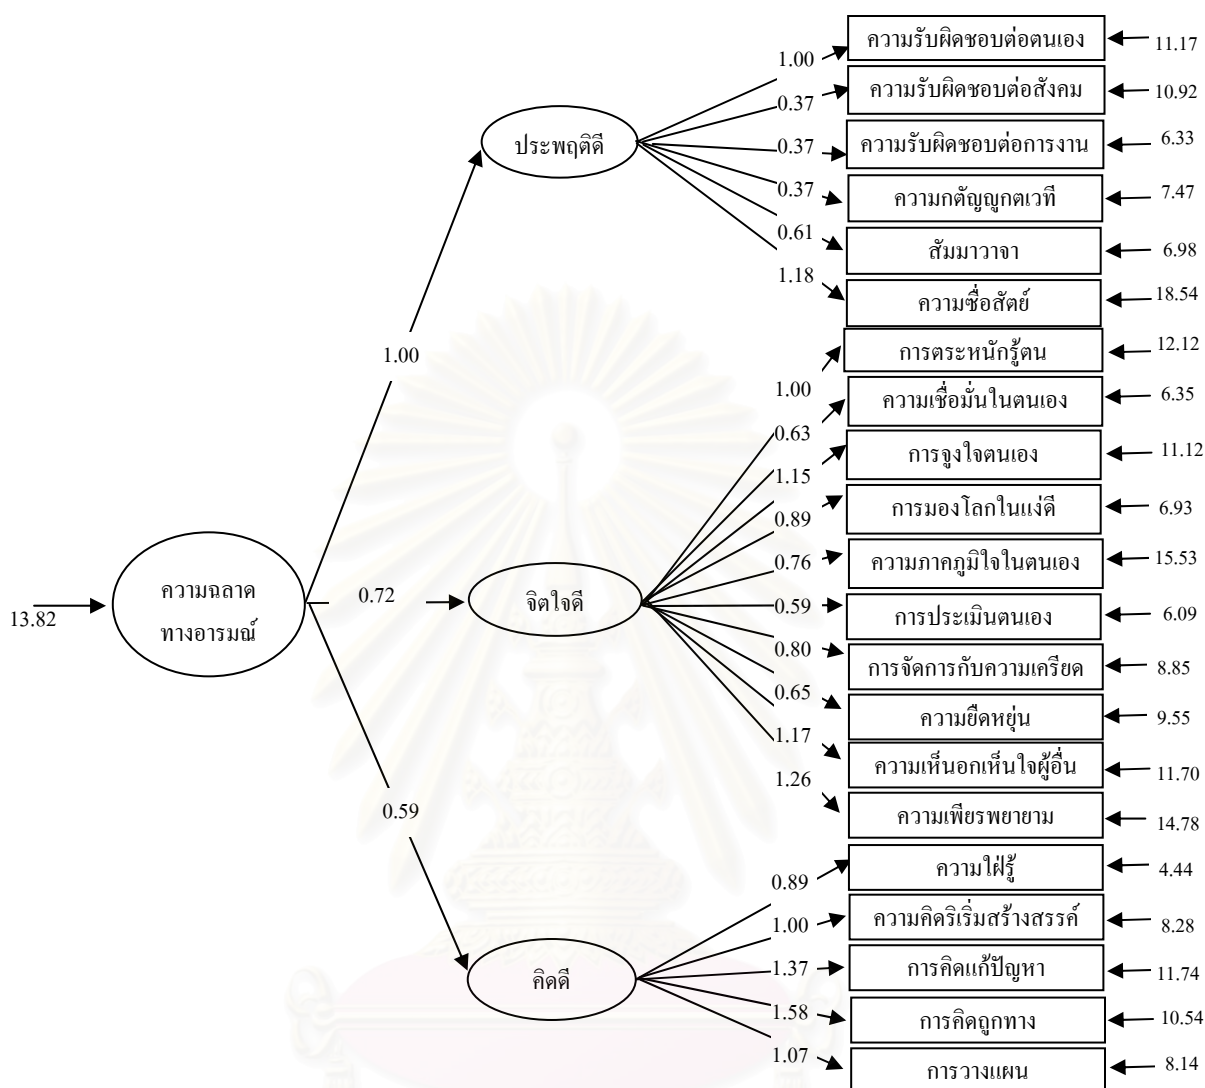 ความรับผิดชอบต่อตนเอง
11.17
1.00
ความรับผิดชอบต่อสังคม
10.92
0.37
ประพฤติดี
ความรับผิดชอบต่อการงาน
6.33
0.37
ความกตัญญูกตเวที
7.47
0.37
สัมมาวาจา
6.98
0.61
ความซื่อสัตย์
18.54
1.18
1.00
การตระหนักรู้ตน
12.12
1.00
ความเชื่อมั่นในตนเอง
6.35
0.63
การจูงใจตนเอง
11.12
1.15
การมองโลกในแง่ดี
6.93
0.89
ความภาคภูมิใจในตนเอง
15.53
0.76
13.82
ความฉลาด
ทางอารมณ์
0.72
จิตใจดี
การประเมินตนเอง
6.09
0.59
การจัดการกับความเครียด
8.85
0.80
ความยืดหยุ่น
9.55
0.65
ความเห็นอกเห็นใจผู้อื่น
11.70
1.17
ความเพียรพยายาม
14.78
1.26
0.59
ความใฝ่รู้
4.44
0.89
ความคิดริเริ่มสร้างสรรค์
8.28
1.00
คิดดี
การคิดแก้ปัญหา
11.74
1.37
การคิดถูกทาง
10.54
1.58
การวางแผน
8.14
1.07